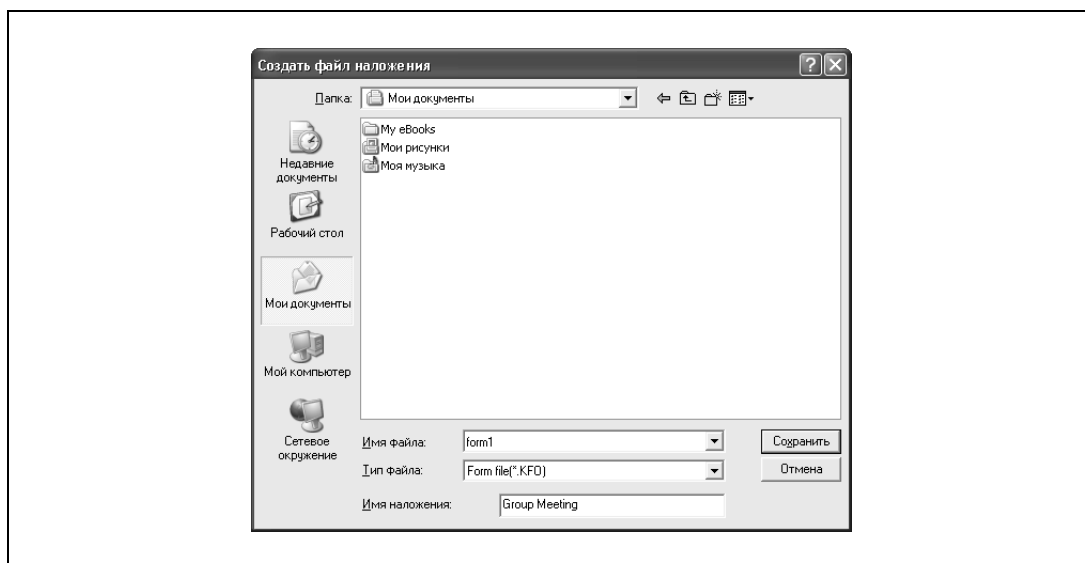 Создать файл наложения
Папка: Мои документы
My eBooks
Мои рисунки
Моя музыка
Недавние
документы
Рабочий стол
Мои документы
Мой компьютер
Сетевое
окружение
Имя файла: form1 Сохранить
Тип файла: Form file(*.KFO) Отмена
Имя наложения: Group Meeting